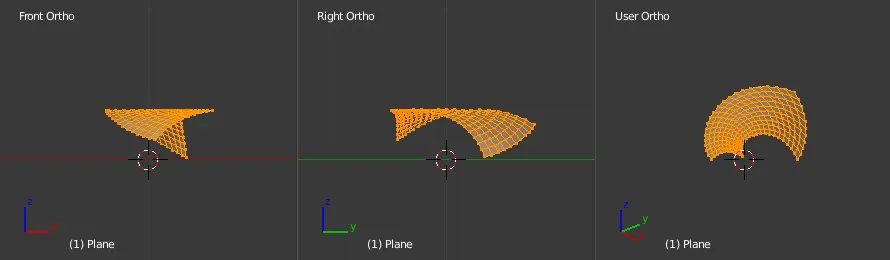 Front Ortho
z
x
(1) Plane
Right Ortho
z
y
(1) Plane
User Ortho
z
y
x
(1) Plane